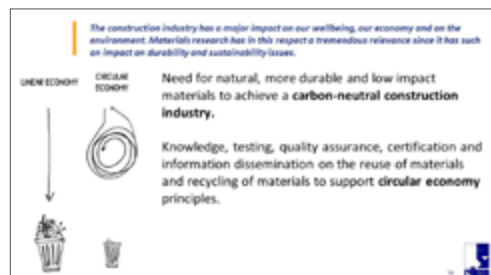 The construction industry has a major impact on our wellbeing, our economy and on the
environment. Materials research has in this respect a tremendous relevance since it has such
an impact on durability and sustainability issues.
LINEAR ECONOMY
CIRCULAR
ECONOMY
Need for natural, more durable and low impact
materials to achieve a carbon-neutral construction
industry.
Knowledge, testing, quality assurance, certification and
information dissemination on the reuse of materials
and recycling of materials to support circular economy
principles.